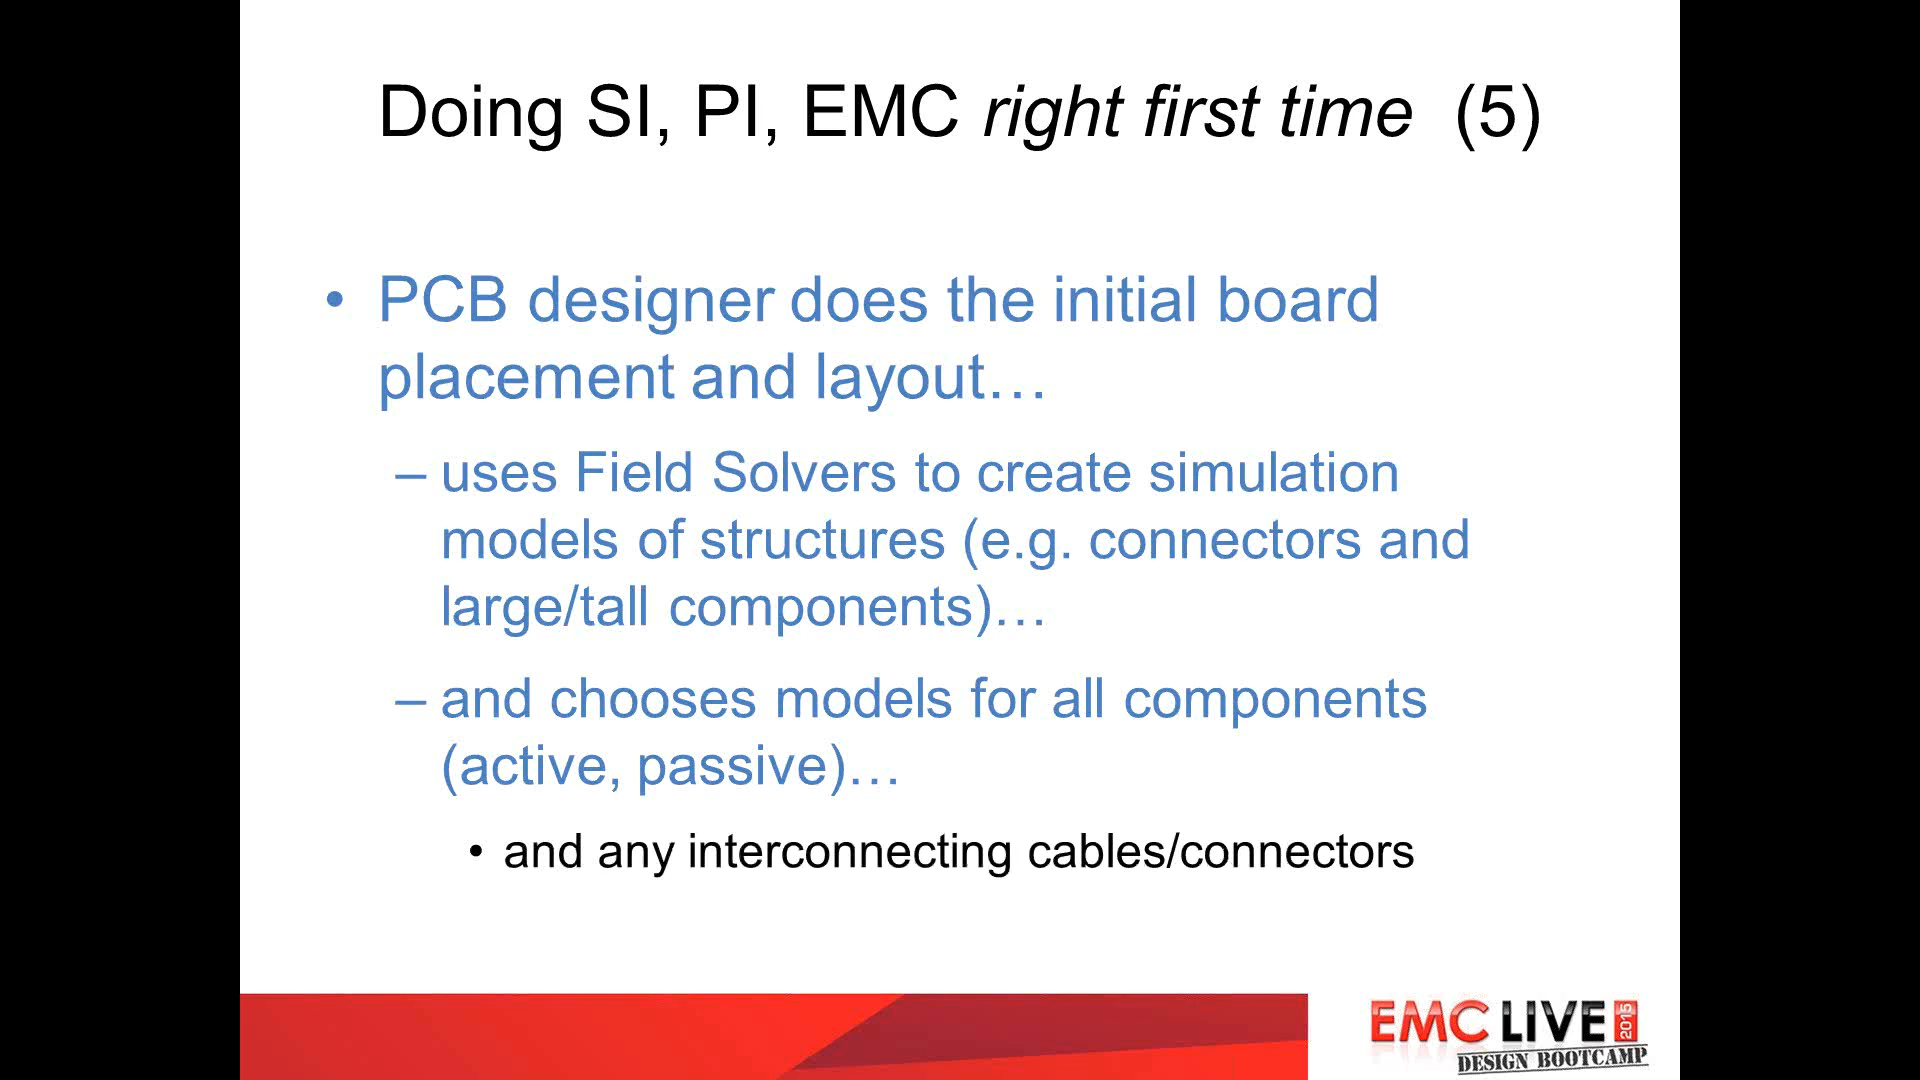 Doing SI, PI, EMC right first time (5)
• PCB designer does the initial board
placement and layout…
– uses Field Solvers to create simulation
models of structures (e.g. connectors and
large/tall components)…
– and chooses models for all components
(active, passive)…
• and any interconnecting cables/connectors
EMC LIVE 2015
DESIGN BOOTCAMP